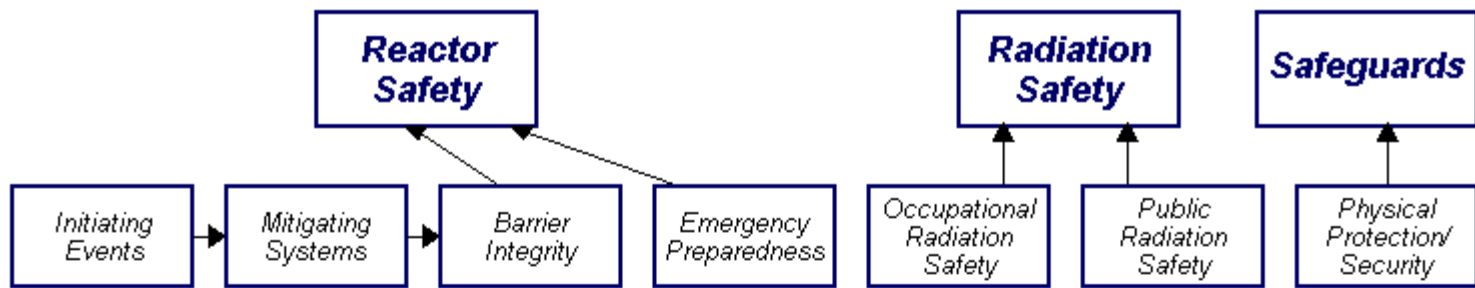 Reactor
Safety
Radiation
Safety
Safeguards
Initiating
Events
Mitigating
Systems
Barrier
Integrity
Emergency
Preparedness
Occupational
Radiation
Safety
Public
Radiation
Safety
Physical
Protection/
Security